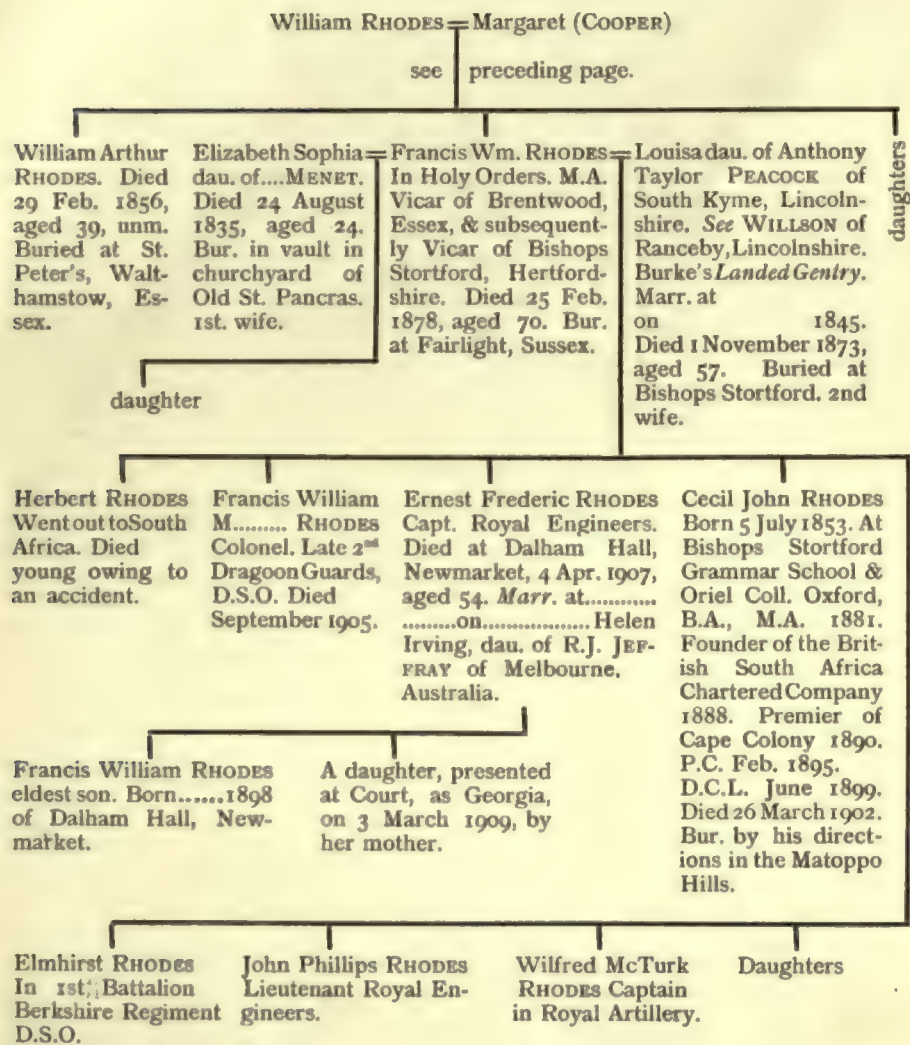 William RHODES = Margaret (COOPER)
see preceding page.
William Arthur
RHODES. Died
29 Feb. 1856,
aged 39, unm.
Buried at St.
Peter's, Walt-
hamstow, Es-
sex.
Elizabeth Sophia
dau. of....MENET.
Died 24 August
1835, aged 24.
Bur. in vault in
churchyard of
Old St. Pancras.
1st. wife.
= Francis Wm. RHODES =
In Holy Orders. M.A.
Vicar of Brentwood,
Essex, & subsequent-
ly Vicar of Bishops
Stortford, Hertford-
shire. Died 25 Feb.
1878, aged 70. Bur.
at Fairlight, Sussex.
Louisa dau. of Anthony
Taylor PEACOCK of
South Kyme, Lincoln-
shire. See WILLSON of
Ranceby, Lincolnshire.
Burke's Landed Gentry.
Marr. at
on 1845.
Died 1 November 1873,
aged 57. Buried at
Bishops Stortford. 2nd
wife.
daughters
daughter
Herbert RHODES
Went out to South
Africa. Died
young owing to
an accident.
Francis William
M......... RHODES
Colonel. Late 2nd
Dragoon Guards,
D.S.O. Died
September 1905.
Ernest Frederic RHODES
Capt. Royal Engineers.
Died at Dalham Hall,
Newmarket, 4 Apr. 1907,
aged 54. Marr. at............
.........on.................. Helen
Irving, dau. of R.J. JEF-
FRAY of Melbourne,
Australia.
Cecil John RHODES
Born 5 July 1853. At
Bishops Stortford
Grammar School &
Oriel Coll. Oxford,
B.A., M.A. 1881.
Founder of the Brit-
ish South Africa
Chartered Company
1888. Premier of
Cape Colony 1890.
P.C. Feb. 1895.
D.C.L. June 1899.
Died 26 March 1902.
Bur. by his direct-
ions in the Matoppo
Hills.
Francis William RHODES
eldest son. Born......1898
of Dalham Hall, New-
market.
A daughter, presented
at Court, as Georgia,
on 3 March 1909, by
her mother.
Elmhirst RHODES
In 1st. Battalion
Berkshire Regiment
D.S.O.
John Phillips RHODES
Lieutenant Royal En-
gineers.
Wilfred McTurk
RHODES Captain
in Royal Artillery.
Daughters